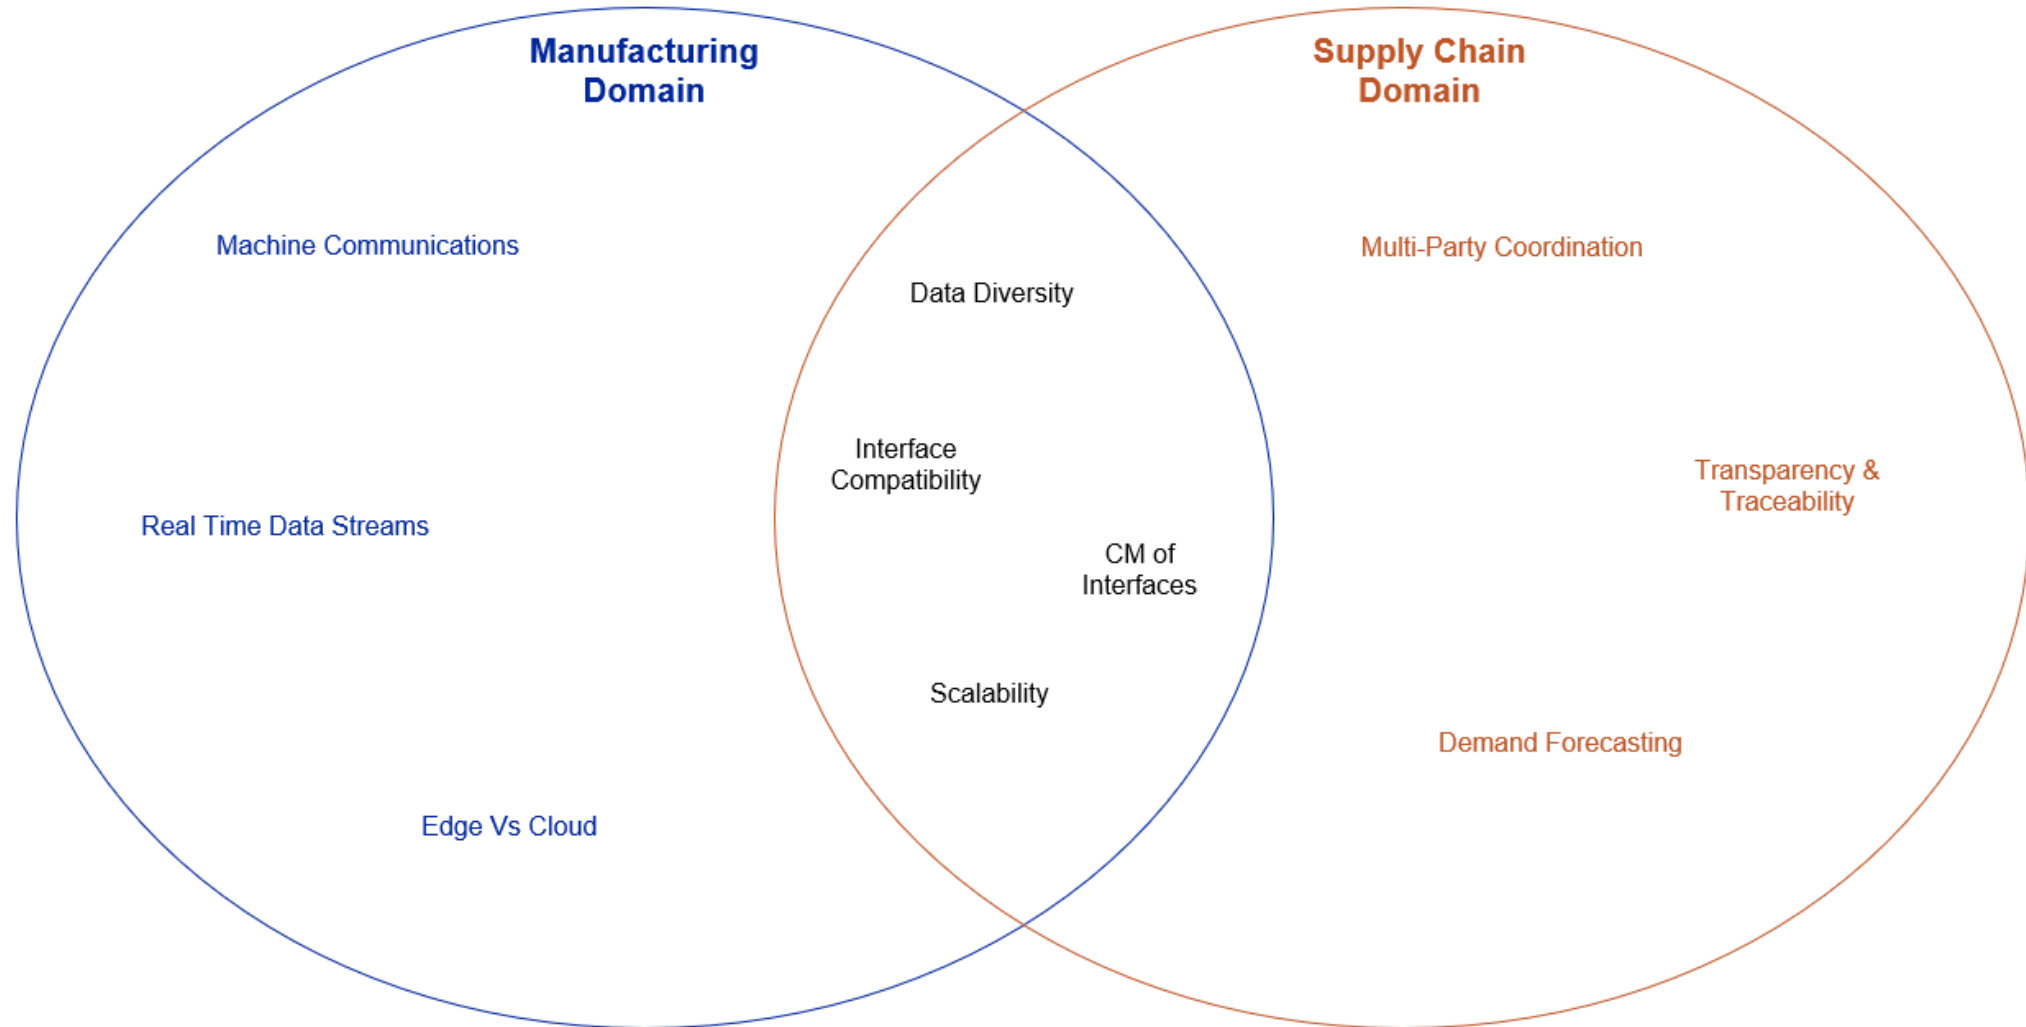 Manufacturing
Domain
Supply Chain
Domain
Machine Communications
Multi-Party Coordination
Data Diversity
Interface
Compatibility
Transparency &
Traceability
Real Time Data Streams
CM of
Interfaces
Scalability
Demand Forecasting
Edge Vs Cloud